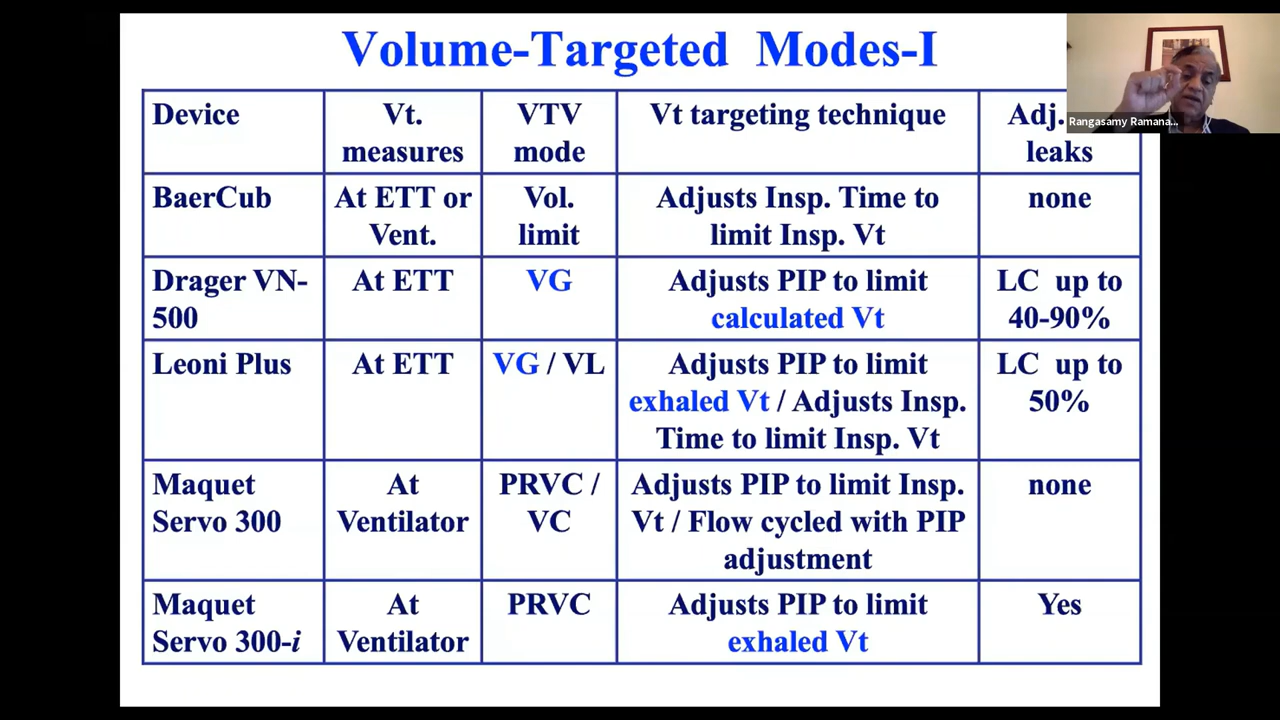 Volume-Targeted Modes-I
Rangasamy Ramana...
Device
Vt.
measures
VTV
mode
Vt targeting technique
Adj.
leaks
BaerCub
At ETT or
Vent.
Vol.
limit
Adjusts Insp. Time to
limit Insp. Vt
none
Drager VN-
500
At ETT
VG
Adjusts PIP to limit
calculated Vt
LC up to
40-90%
Leoni Plus
At ETT
VG / VL
Adjusts PIP to limit
exhaled Vt / Adjusts Insp.
Time to limit Insp. Vt
LC up to
50%
Maquet
Servo 300
At
Ventilator
PRVC /
VC
Adjusts PIP to limit Insp.
Vt / Flow cycled with PIP
adjustment
none
Maquet
Servo 300-i
At
Ventilator
PRVC
Adjusts PIP to limit
exhaled Vt
Yes